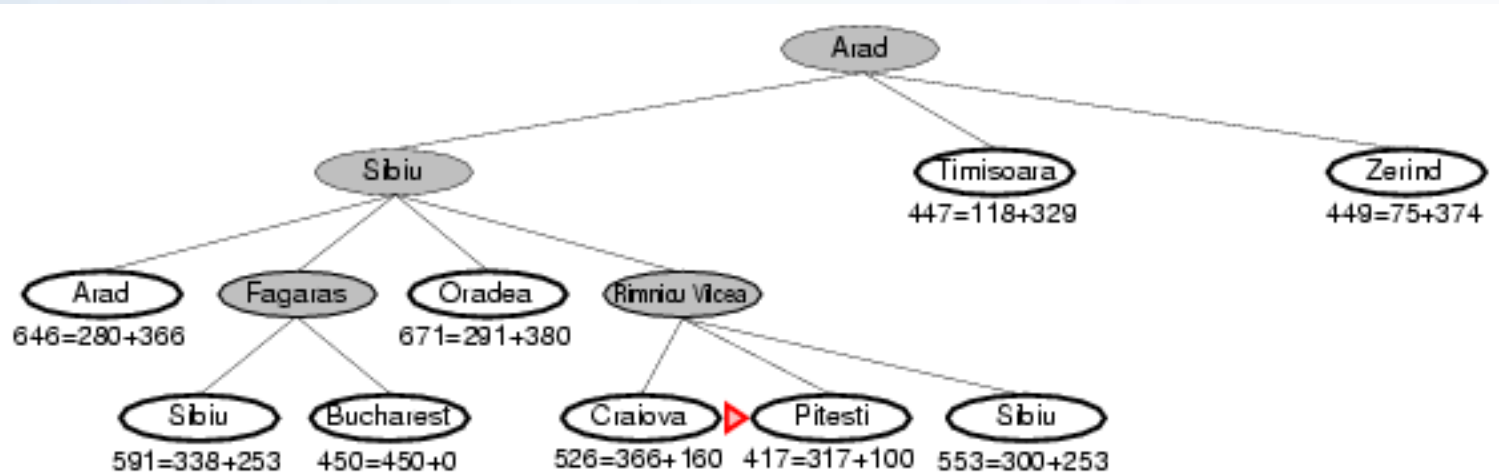 Arad
Sibiu
Timisoara
Zerind
447=118+329
449=75+374
Arad
Fagaras
Oradea
Rimnicu Vilcea
646=280+366
671=291+380
Sibiu
Bucharest
Craiova
Pitesti
Sibiu
591=338+253
450=450+0
526=366+160
417=317+100
553=300+253